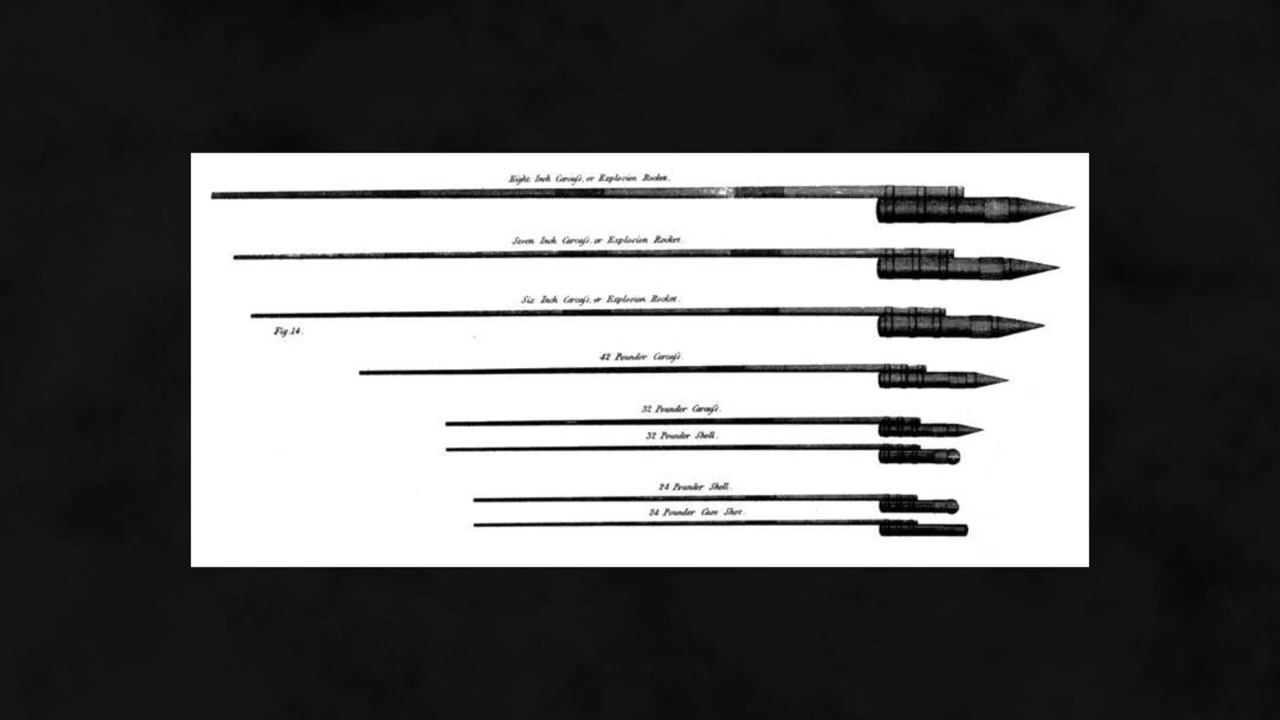 Eight Inch Carcaſs, or Explosion Rocket.
Seven Inch Carcaſs, or Explosion Rocket.
Six Inch Carcaſs, or Explosion Rocket.
Fig. 14.
42 Pounder Carcaſs.
32 Pounder Carcaſs.
32 Pounder Shell.
24 Pounder Shell.
24 Pounder Case Shot.